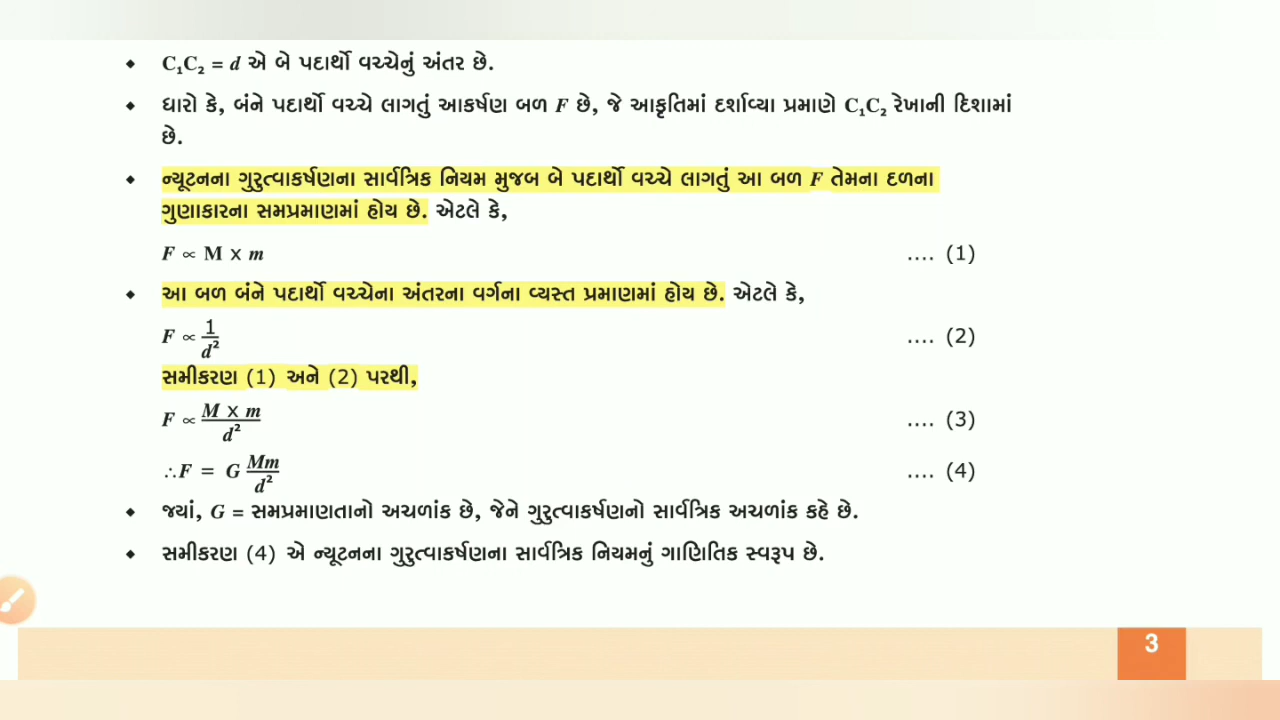 ◆ C₁C₂ = d એ બે પદાર્થો વચ્ચેનું અંતર છે.
◆ ધારો કે, બંને પદાર્થો વચ્ચે લાગતું આકર્ષણ બળ F છે, જે આકૃતિમાં દર્શાવ્યા પ્રમાણે C₁C₂ રેખાની દિશામાં
છે.
◆ ન્યૂટનના ગુરુત્વાકર્ષણના સાર્વત્રિક નિયમ મુજબ બે પદાર્થો વચ્ચે લાગતું આ બળ F તેમના દળના
ગુણાકારના સમપ્રમાણમાં હોય છે. એટલે કે,
F ∝ M × m .... (1)
◆ આ બળ બંને પદાર્થો વચ્ચેના અંતરના વર્ગના વ્યસ્ત પ્રમાણમાં હોય છે. એટલે કે,
F ∝ 1/d² .... (2)
સમીકરણ (1) અને (2) પરથી,
F ∝ M × m/d² .... (3)
∴F = G Mm/d² .... (4)
◆ જ્યાં, G = સમપ્રમાણતાનો અચળાંક છે, જેને ગુરુત્વાકર્ષણનો સાર્વત્રિક અચળાંક કહે છે.
◆ સમીકરણ (4) એ ન્યૂટનના ગુરુત્વાકર્ષણના સાર્વત્રિક નિયમનું ગાણિતિક સ્વરૂપ છે.
3